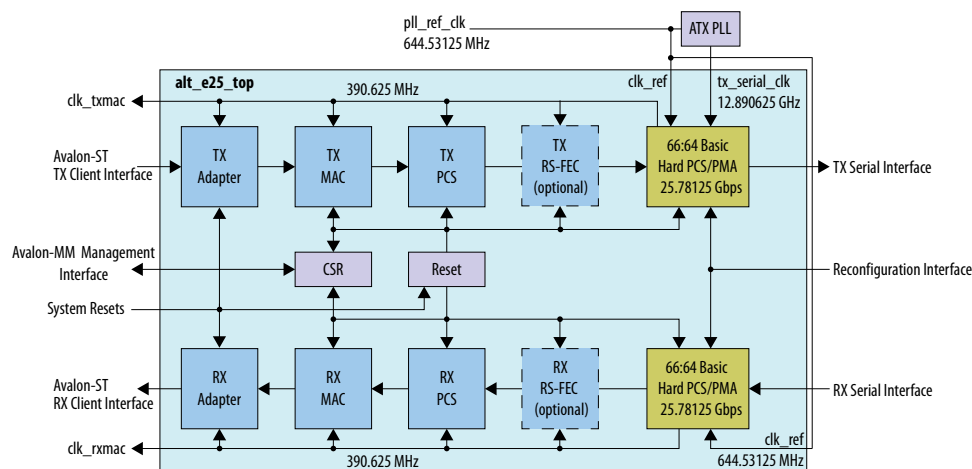 pll_ref_clk
644.53125 MHz
ATX PLL
alt_e25_top
clk_ref
tx_serial_clk
12.890625 GHz
clk_txmac
390.625 MHz
Avalon-ST
TX Client Interface
TX
Adapter
TX
MAC
TX
PCS
TX
RS-FEC
(optional)
66:64 Basic
Hard PCS/PMA
25.78125 Gbps
TX Serial Interface
Avalon-MM Management
Interface
CSR
Reset
Reconfiguration Interface
System Resets
Avalon-ST
RX Client Interface
RX
Adapter
RX
MAC
RX
PCS
RX
RS-FEC
(optional)
66:64 Basic
Hard PCS/PMA
25.78125 Gbps
RX Serial Interface
clk_rxmac
390.625 MHz
clk_ref
644.53125 MHz